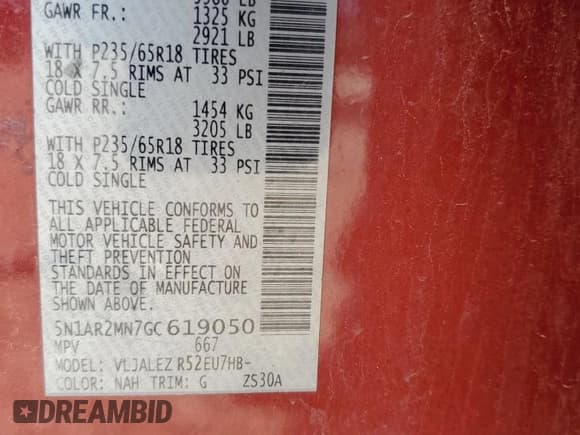 GAWR FR.: 1325 KG
2921 LB
WITH P235/65R18 TIRES
18 X 7.5 RIMS AT 33 PSI
COLD SINGLE
GAWR RR.: 1454 KG
3205 LB
WITH P235/65R18 TIRES
18 X 7.5 RIMS AT 33 PSI
COLD SINGLE
THIS VEHICLE CONFORMS TO
ALL APPLICABLE FEDERAL
MOTOR VEHICLE SAFETY AND
THEFT PREVENTION
STANDARDS IN EFFECT ON
THE DATE OF MANUFACTURE
SHOWN ABOVE.
5N1AR2MN7GC619050
MPV 667
MODEL: VLJALEZ R52EU7HB-
COLOR: NAH TRIM: G ZS30A
DREAMBID